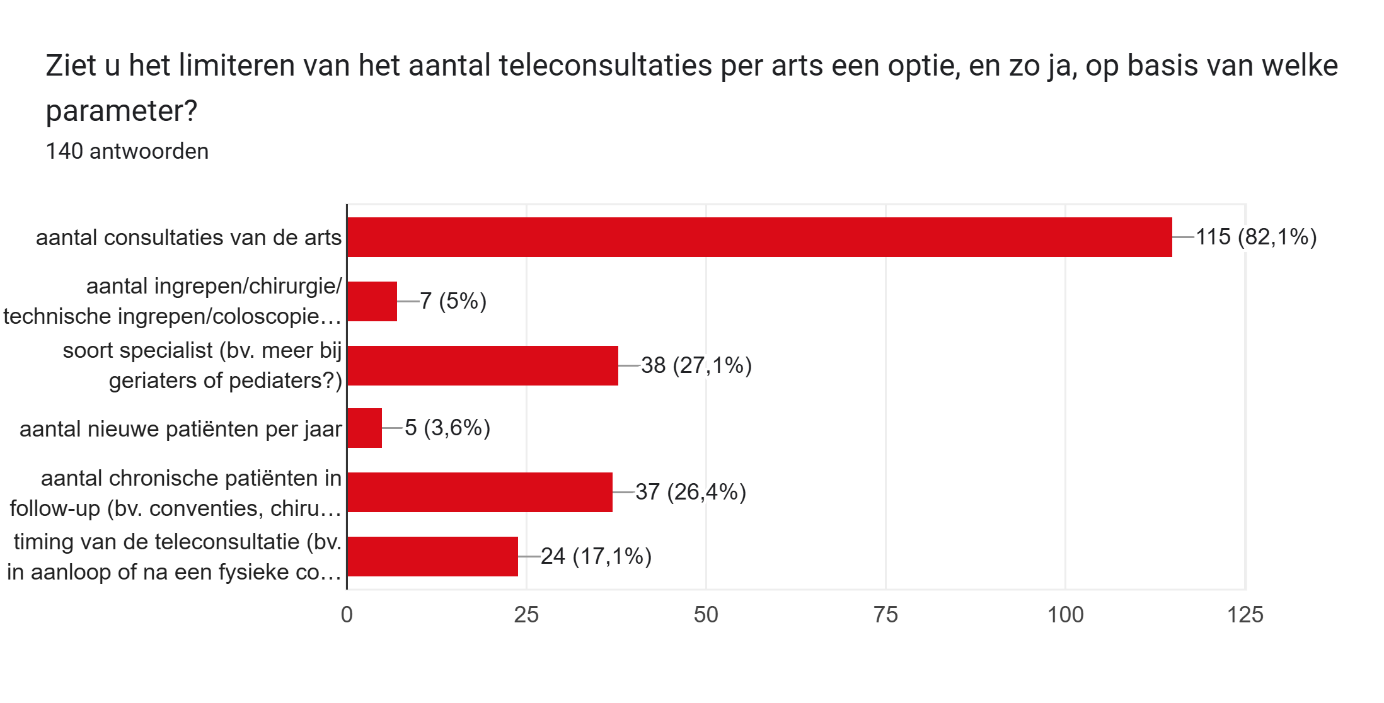 Ziet u het limiteren van het aantal teleconsultaties per arts een optie, en zo ja, op basis van welke
parameter?
140 antwoorden
aantal consultaties van de arts
115 (82,1%)
aantal ingrepen/chirurgie/
technische ingrepen/coloscopie…
7 (5%)
soort specialist (bv. meer bij
geriaters of pediaters?)
38 (27,1%)
aantal nieuwe patiënten per jaar
5 (3,6%)
aantal chronische patiënten in
follow-up (bv. conventies, chiru…
37 (26,4%)
timing van de teleconsultatie (bv.
in aanloop of na een fysieke co…
24 (17,1%)
0 25 50 75 100 125